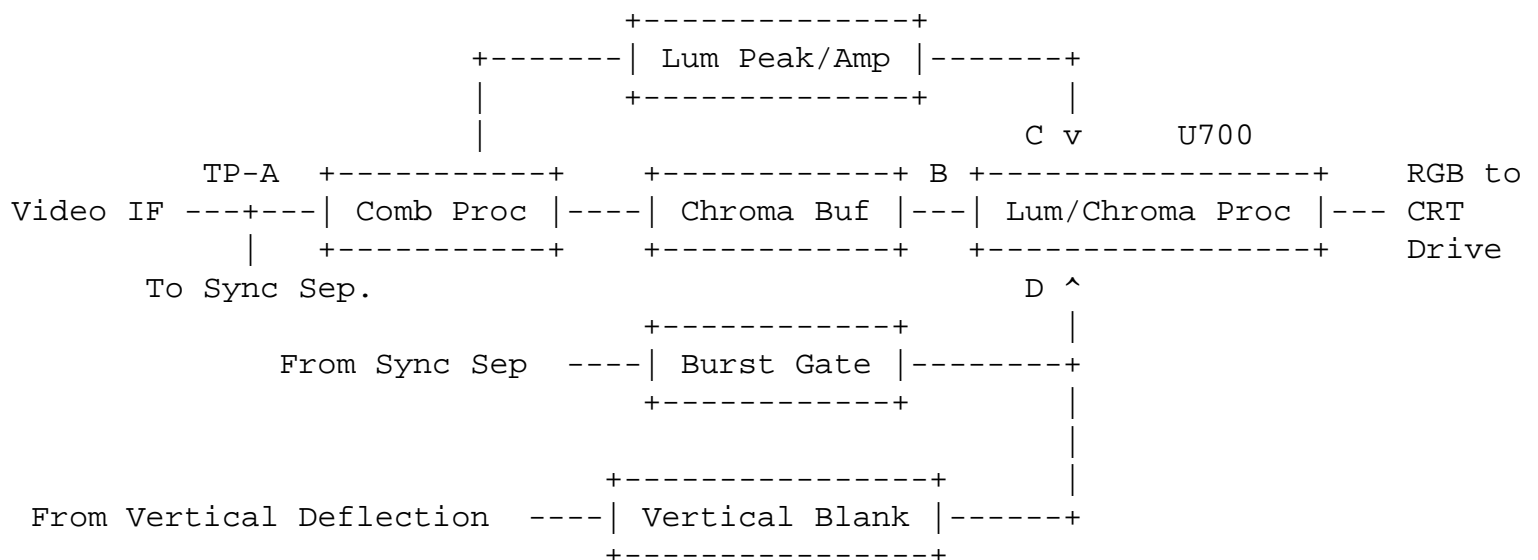 Lum Peak/Amp
C v U700
TP-A B RGB to
Video IF Comb Proc Chroma Buf Lum/Chroma Proc CRT
Drive
To Sync Sep. D ^
From Sync Sep Burst Gate
From Vertical Deflection Vertical Blank